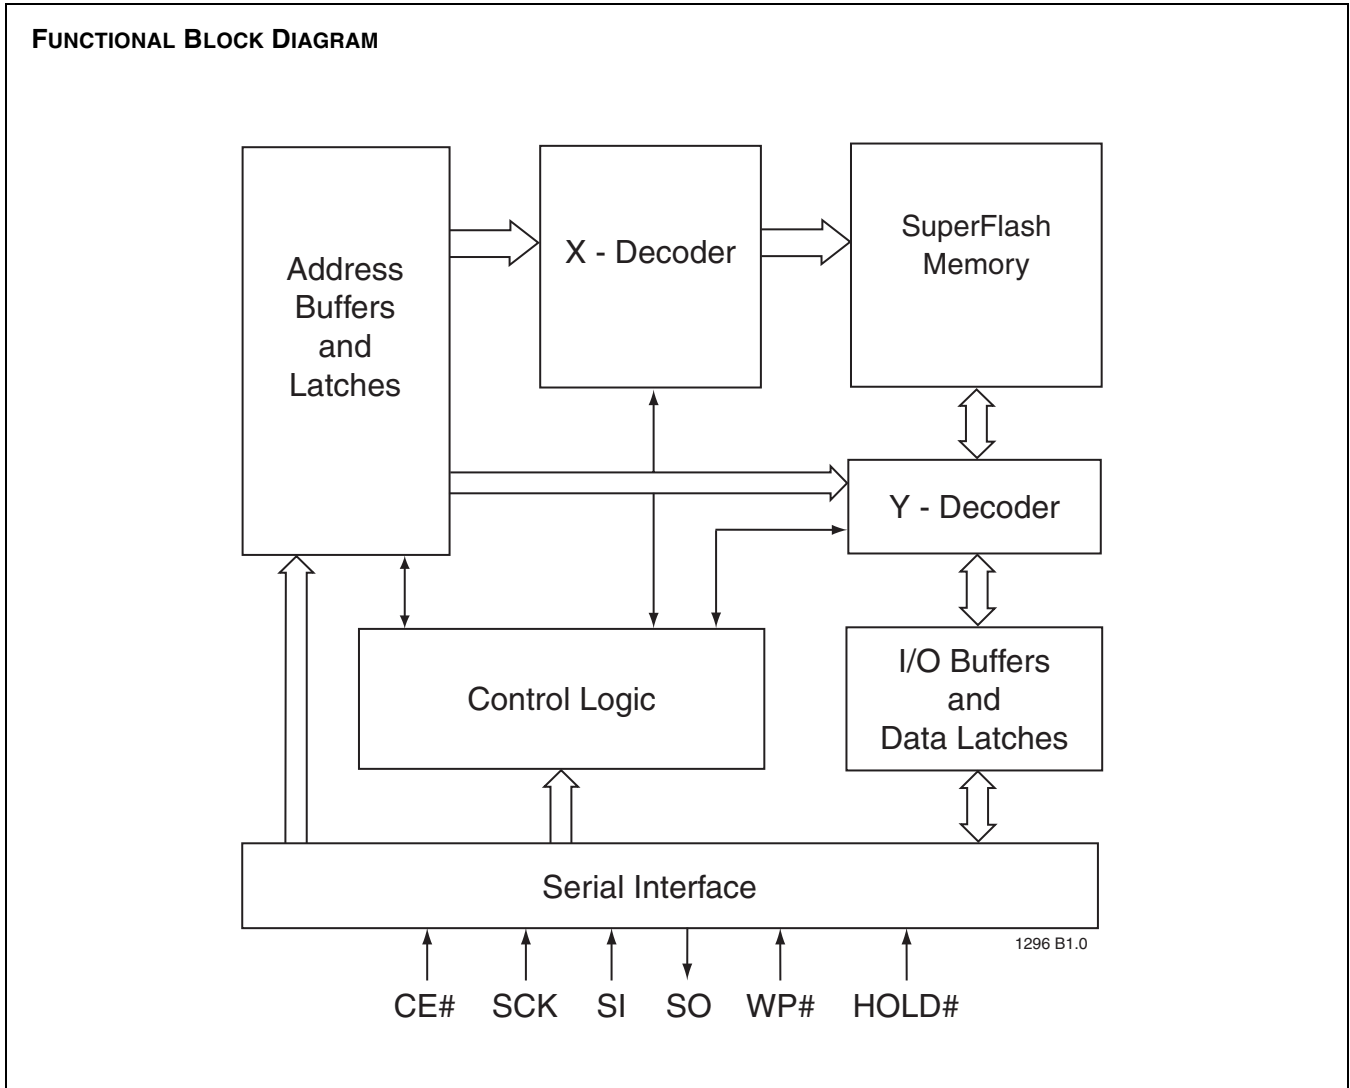 FUNCTIONAL BLOCK DIAGRAM
Address
Buffers
and
Latches
X - Decoder
SuperFlash
Memory
Y - Decoder
Control Logic
I/O Buffers
and
Data Latches
Serial Interface
1296 B1.0
CE# SCK SI SO WP# HOLD#